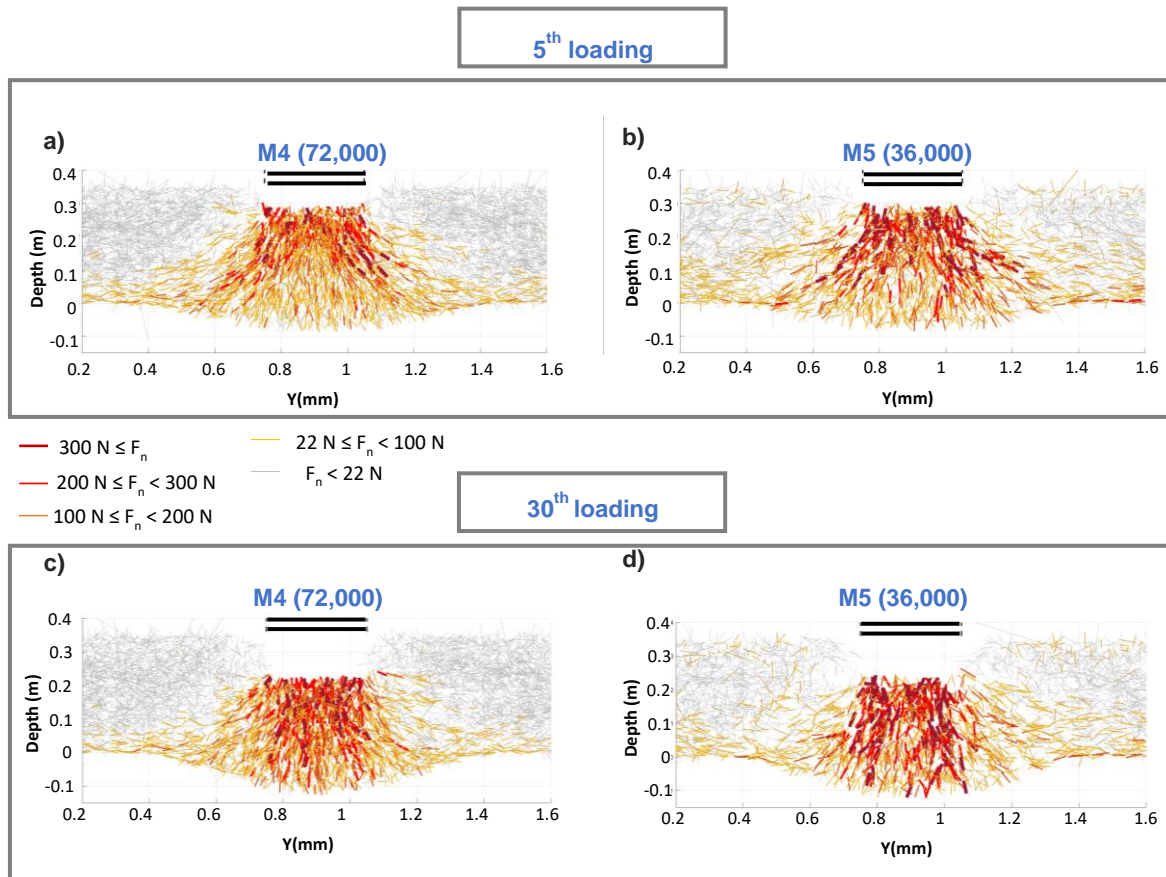 5th loading
a)
M4 (72,000)
0.4
0.3
0.2
0.1
0
-0.1
Depth (m)
0.2 0.4 0.6 0.8 1 1.2 1.4 1.6
Y(mm)
b)
M5 (36,000)
0.4
0.3
0.2
0.1
0
-0.1
Depth (m)
0.2 0.4 0.6 0.8 1 1.2 1.4 1.6
Y(mm)
300 N ≤ Fn
200 N ≤ Fn < 300 N
100 N ≤ Fn < 200 N
22 N ≤ Fn < 100 N
Fn < 22 N
30th loading
c)
M4 (72,000)
0.4
0.3
0.2
0.1
0
-0.1
Depth (m)
0.2 0.4 0.6 0.8 1 1.2 1.4 1.6
Y(mm)
d)
M5 (36,000)
0.4
0.3
0.2
0.1
0
-0.1
Depth (m)
0.2 0.4 0.6 0.8 1 1.2 1.4 1.6
Y(mm)